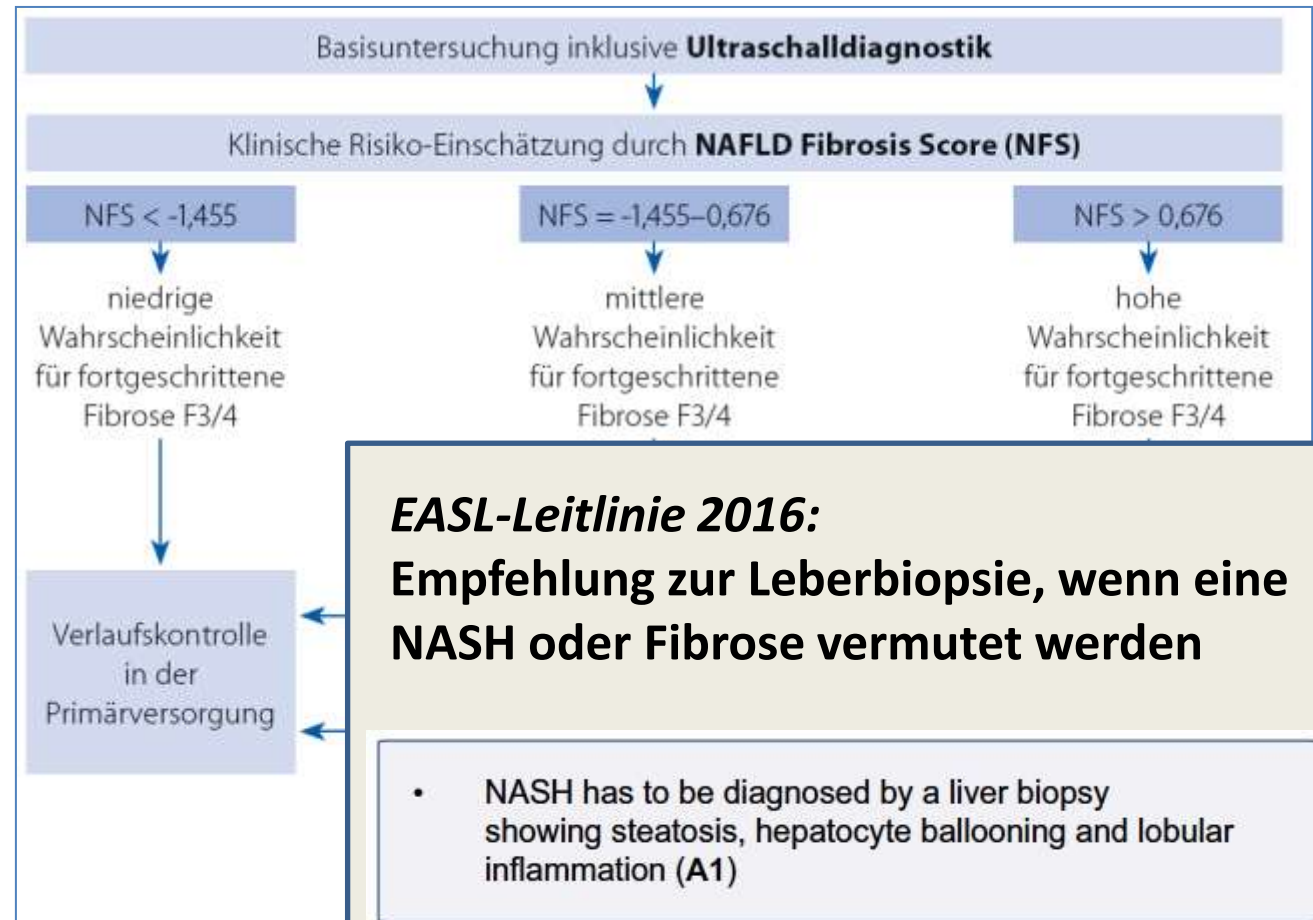 Basisuntersuchung inklusive Ultraschalldiagnostik
Klinische Risiko-Einschätzung durch NAFLD Fibrosis Score (NFS)
NFS < -1,455
niedrige
Wahrscheinlichkeit
für fortgeschrittene
Fibrose F3/4
NFS = -1,455–0,676
mittlere
Wahrscheinlichkeit
für fortgeschrittene
Fibrose F3/4
NFS > 0,676
hohe
Wahrscheinlichkeit
für fortgeschrittene
Fibrose F3/4
Verlaufskontrolle
in der
Primärversorgung
EASL-Leitlinie 2016:
Empfehlung zur Leberbiopsie, wenn eine
NASH oder Fibrose vermutet werden
• NASH has to be diagnosed by a liver biopsy
showing steatosis, hepatocyte ballooning and lobular
inflammation (A1)